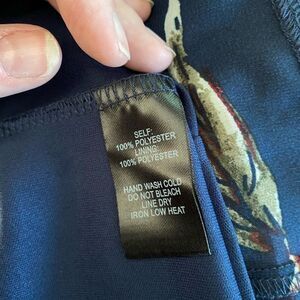 SELF:
100% POLYESTER
LINING:
100% POLYESTER
HAND WASH COLD
DO NOT BLEACH
LINE DRY
IRON LOW HEAT